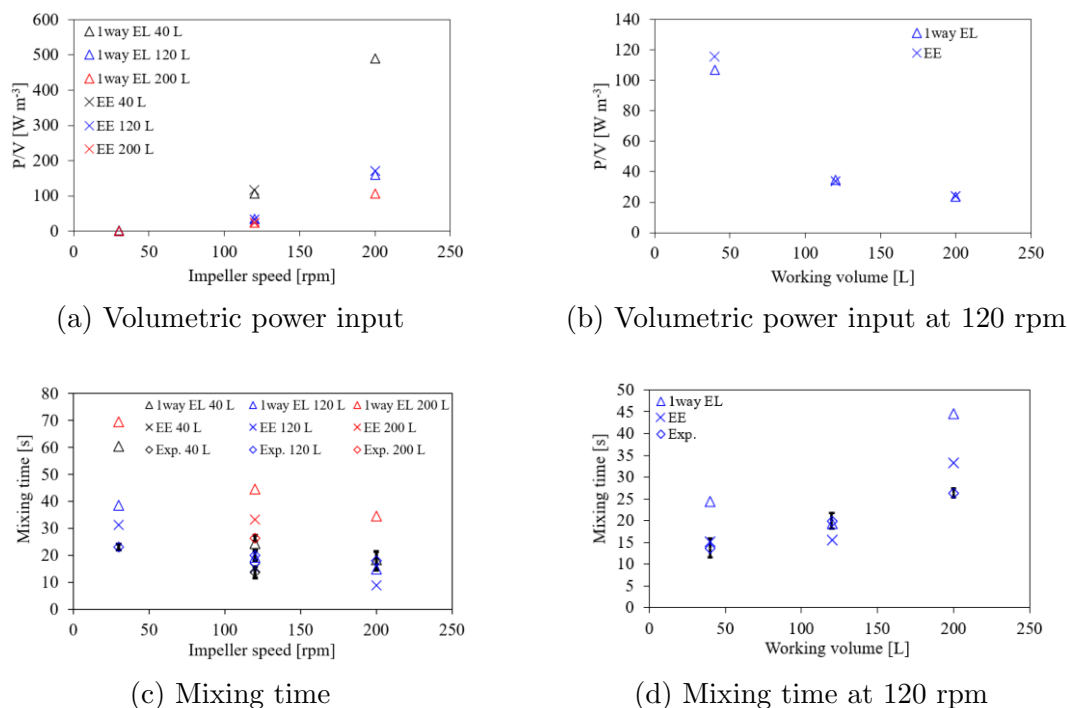 600
500
400
300
200
100
0
P/V [W m⁻³]
1way EL 40 L
1way EL 120 L
1way EL 200 L
EE 40 L
EE 120 L
EE 200 L
0 50 100 150 200 250
Impeller speed [rpm]
(a) Volumetric power input
140
120
100
80
60
40
20
0
P/V [W m⁻³]
1way EL
EE
0 50 100 150 200 250
Working volume [L]
(b) Volumetric power input at 120 rpm
80
70
60
50
40
30
20
10
0
Mixing time [s]
1way EL 40 L 1way EL 120 L 1way EL 200 L
EE 40 L EE 120 L EE 200 L
Exp. 40 L Exp. 120 L Exp. 200 L
0 50 100 150 200 250
Impeller speed [rpm]
(c) Mixing time
50
45
40
35
30
25
20
15
10
5
0
Mixing time [s]
1way EL
EE
Exp.
0 50 100 150 200 250
Working volume [L]
(d) Mixing time at 120 rpm